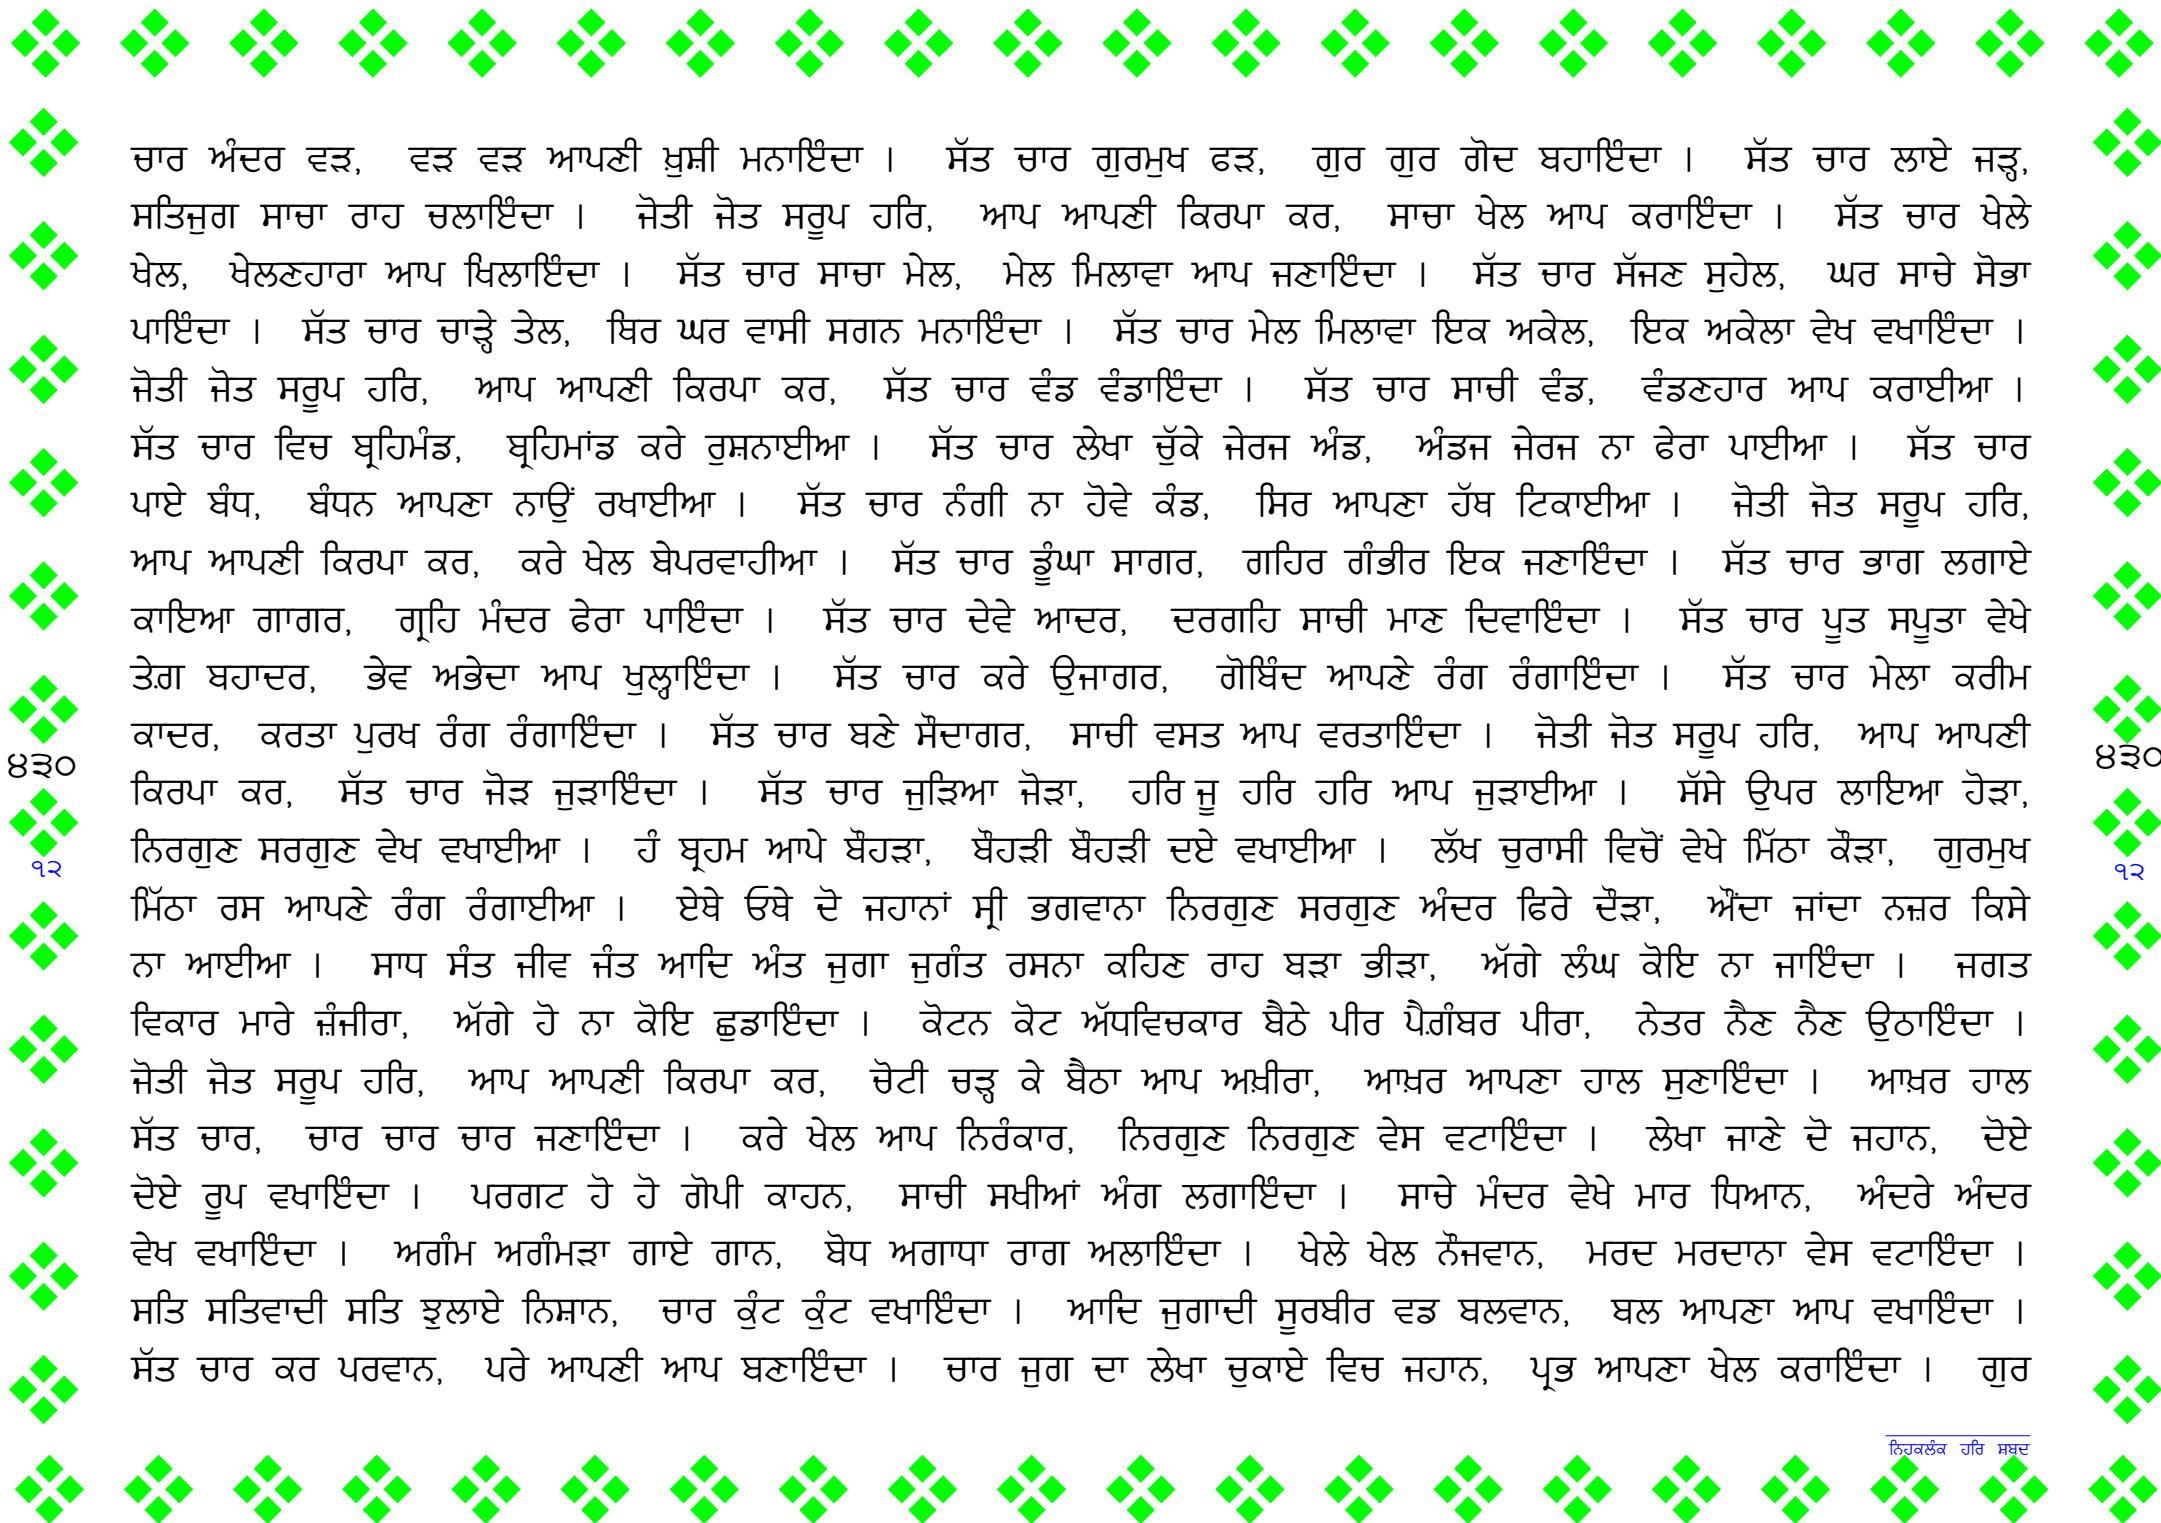 ਚਾਰ ਅੰਦਰ ਵੜ, ਵੜ ਵੜ ਆਪਣੀ ਖ਼ੁਸ਼ੀ ਮਨਾਇੰਦਾ । ਸੱਤ ਚਾਰ ਗੁਰਮੁਖ ਫੜ, ਗੁਰ ਗੁਰ ਗੋਦ ਬਹਾਇੰਦਾ । ਸੱਤ ਚਾਰ ਲਾਏ ਜੜ੍ਹ,
ਸਤਿਜੁਗ ਸਾਚਾ ਰਾਹ ਚਲਾਇੰਦਾ । ਜੋਤੀ ਜੋਤ ਸਰੂਪ ਹਰਿ, ਆਪ ਆਪਣੀ ਕਿਰਪਾ ਕਰ, ਸਾਚਾ ਖੇਲ ਆਪ ਕਰਾਇੰਦਾ । ਸੱਤ ਚਾਰ ਖੇਲੇ
ਖੇਲ, ਖੇਲਣਹਾਰਾ ਆਪ ਖਿਲਾਇੰਦਾ । ਸੱਤ ਚਾਰ ਸਾਚਾ ਮੇਲ, ਮੇਲ ਮਿਲਾਵਾ ਆਪ ਜਣਾਇੰਦਾ । ਸੱਤ ਚਾਰ ਸੱਜਣ ਸੁਹੇਲ, ਘਰ ਸਾਚੇ ਸੋਭਾ
ਪਾਇੰਦਾ । ਸੱਤ ਚਾਰ ਚਾੜ੍ਹੇ ਤੇਲ, ਥਿਰ ਘਰ ਵਾਸੀ ਸਗਨ ਮਨਾਇੰਦਾ । ਸੱਤ ਚਾਰ ਮੇਲ ਮਿਲਾਵਾ ਇਕ ਅਕੇਲ, ਇਕ ਅਕੇਲਾ ਵੇਖ ਵਖਾਇੰਦਾ ।
ਜੋਤੀ ਜੋਤ ਸਰੂਪ ਹਰਿ, ਆਪ ਆਪਣੀ ਕਿਰਪਾ ਕਰ, ਸੱਤ ਚਾਰ ਵੰਡ ਵੰਡਾਇੰਦਾ । ਸੱਤ ਚਾਰ ਸਾਚੀ ਵੰਡ, ਵੰਡਣਹਾਰ ਆਪ ਕਰਾਈਆ ।
ਸੱਤ ਚਾਰ ਵਿਚ ਬ੍ਰਹਿਮੰਡ, ਬ੍ਰਹਿਮਾਂਡ ਕਰੇ ਰੁਸ਼ਨਾਈਆ । ਸੱਤ ਚਾਰ ਲੇਖਾ ਚੁੱਕੇ ਜੇਰਜ ਅੰਡ, ਅੰਡਜ ਜੇਰਜ ਨਾ ਫੇਰਾ ਪਾਈਆ । ਸੱਤ ਚਾਰ
ਪਾਏ ਬੰਧ, ਬੰਧਨ ਆਪਣਾ ਨਾਉਂ ਰਖਾਈਆ । ਸੱਤ ਚਾਰ ਨੰਗੀ ਨਾ ਹੋਵੇ ਕੰਡ, ਸਿਰ ਆਪਣਾ ਹੱਥ ਟਿਕਾਈਆ । ਜੋਤੀ ਜੋਤ ਸਰੂਪ ਹਰਿ,
ਆਪ ਆਪਣੀ ਕਿਰਪਾ ਕਰ, ਕਰੇ ਖੇਲ ਬੇਪਰਵਾਹੀਆ । ਸੱਤ ਚਾਰ ਡੂੰਘਾ ਸਾਗਰ, ਗਹਿਰ ਗੰਭੀਰ ਇਕ ਜਣਾਇੰਦਾ । ਸੱਤ ਚਾਰ ਭਾਗ ਲਗਾਏ
ਕਾਇਆ ਗਾਗਰ, ਗ੍ਰਹਿ ਮੰਦਰ ਫੇਰਾ ਪਾਇੰਦਾ । ਸੱਤ ਚਾਰ ਦੇਵੇ ਆਦਰ, ਦਰਗਹਿ ਸਾਚੀ ਮਾਣ ਦਿਵਾਇੰਦਾ । ਸੱਤ ਚਾਰ ਪੂਤ ਸਪੂਤਾ ਵੇਖੇ
ਤੇਗ਼ ਬਹਾਦਰ, ਭੇਵ ਅਭੇਦਾ ਆਪ ਖੁਲ੍ਹਾਇੰਦਾ । ਸੱਤ ਚਾਰ ਕਰੇ ਉਜਾਗਰ, ਗੋਬਿੰਦ ਆਪਣੇ ਰੰਗ ਰੰਗਾਇੰਦਾ । ਸੱਤ ਚਾਰ ਮੇਲਾ ਕਰੀਮ
ਕਾਦਰ, ਕਰਤਾ ਪੁਰਖ ਰੰਗ ਰੰਗਾਇੰਦਾ । ਸੱਤ ਚਾਰ ਬਣੇ ਸੌਦਾਗਰ, ਸਾਚੀ ਵਸਤ ਆਪ ਵਰਤਾਇੰਦਾ । ਜੋਤੀ ਜੋਤ ਸਰੂਪ ਹਰਿ, ਆਪ ਆਪਣੀ
੪੩੦ ੪੩੦
ਕਿਰਪਾ ਕਰ, ਸੱਤ ਚਾਰ ਜੋੜ ਜੁੜਾਇੰਦਾ । ਸੱਤ ਚਾਰ ਜੁੜਿਆ ਜੋੜਾ, ਹਰਿ ਜੂ ਹਰਿ ਹਰਿ ਆਪ ਜੁੜਾਈਆ । ਸੱਸੇ ਉਪਰ ਲਾਇਆ ਹੋੜਾ,
ਨਿਰਗੁਣ ਸਰਗੁਣ ਵੇਖ ਵਖਾਈਆ । ਹੰ ਬ੍ਰਹਮ ਆਪੇ ਬੌਹੜਾ, ਬੌਹੜੀ ਬੌਹੜੀ ਦਏ ਵਖਾਈਆ । ਲੱਖ ਚੁਰਾਸੀ ਵਿਚੋਂ ਵੇਖੇ ਮਿੱਠਾ ਕੌੜਾ, ਗੁਰਮੁਖ
੧੨ ੧੨
ਮਿੱਠਾ ਰਸ ਆਪਣੇ ਰੰਗ ਰੰਗਾਈਆ । ਏਥੇ ਓਥੇ ਦੋ ਜਹਾਨਾਂ ਸ੍ਰੀ ਭਗਵਾਨਾ ਨਿਰਗੁਣ ਸਰਗੁਣ ਅੰਦਰ ਫਿਰੇ ਦੌੜਾ, ਔਂਦਾ ਜਾਂਦਾ ਨਜ਼ਰ ਕਿਸੇ
ਨਾ ਆਈਆ । ਸਾਧ ਸੰਤ ਜੀਵ ਜੰਤ ਆਦਿ ਅੰਤ ਜੁਗਾ ਜੁਗੰਤ ਰਸਨਾ ਕਹਿਣ ਰਾਹ ਬੜਾ ਭੀੜਾ, ਅੱਗੇ ਲੰਘ ਕੋਇ ਨਾ ਜਾਇੰਦਾ । ਜਗਤ
ਵਿਕਾਰ ਮਾਰੇ ਜ਼ੰਜੀਰਾ, ਅੱਗੇ ਹੋ ਨਾ ਕੋਇ ਛੁਡਾਇੰਦਾ । ਕੋਟਨ ਕੋਟ ਅੱਧਵਿਚਕਾਰ ਬੈਠੇ ਪੀਰ ਪੈਗ਼ੰਬਰ ਪੀਰਾ, ਨੇਤਰ ਨੈਣ ਨੈਣ ਉਠਾਇੰਦਾ ।
ਜੋਤੀ ਜੋਤ ਸਰੂਪ ਹਰਿ, ਆਪ ਆਪਣੀ ਕਿਰਪਾ ਕਰ, ਚੋਟੀ ਚੜ੍ਹ ਕੇ ਬੈਠਾ ਆਪ ਅਖ਼ੀਰਾ, ਆਖ਼ਰ ਆਪਣਾ ਹਾਲ ਸੁਣਾਇੰਦਾ । ਆਖ਼ਰ ਹਾਲ
ਸੱਤ ਚਾਰ, ਚਾਰ ਚਾਰ ਚਾਰ ਜਣਾਇੰਦਾ । ਕਰੇ ਖੇਲ ਆਪ ਨਿਰੰਕਾਰ, ਨਿਰਗੁਣ ਨਿਰਗੁਣ ਵੇਸ ਵਟਾਇੰਦਾ । ਲੇਖਾ ਜਾਣੇ ਦੋ ਜਹਾਨ, ਦੋਏ
ਦੋਏ ਰੂਪ ਵਖਾਇੰਦਾ । ਪਰਗਟ ਹੋ ਹੋ ਗੋਪੀ ਕਾਹਨ, ਸਾਚੀ ਸਖੀਆਂ ਅੰਗ ਲਗਾਇੰਦਾ । ਸਾਚੇ ਮੰਦਰ ਵੇਖੇ ਮਾਰ ਧਿਆਨ, ਅੰਦਰੇ ਅੰਦਰ
ਵੇਖ ਵਖਾਇੰਦਾ । ਅਗੰਮ ਅਗੰਮੜਾ ਗਾਏ ਗਾਨ, ਬੋਧ ਅਗਾਧਾ ਰਾਗ ਅਲਾਇੰਦਾ । ਖੇਲੇ ਖੇਲ ਨੌਜਵਾਨ, ਮਰਦ ਮਰਦਾਨਾ ਵੇਸ ਵਟਾਇੰਦਾ ।
ਸਤਿ ਸਤਿਵਾਦੀ ਸਤਿ ਝੁਲਾਏ ਨਿਸ਼ਾਨ, ਚਾਰ ਕੁੰਟ ਕੁੰਟ ਵਖਾਇੰਦਾ । ਆਦਿ ਜੁਗਾਦੀ ਸੂਰਬੀਰ ਵਡ ਬਲਵਾਨ, ਬਲ ਆਪਣਾ ਆਪ ਵਖਾਇੰਦਾ ।
ਸੱਤ ਚਾਰ ਕਰ ਪਰਵਾਨ, ਪਰੇ ਆਪਣੀ ਆਪ ਬਣਾਇੰਦਾ । ਚਾਰ ਜੁਗ ਦਾ ਲੇਖਾ ਚੁਕਾਏ ਵਿਚ ਜਹਾਨ, ਪ੍ਰਭ ਆਪਣਾ ਖੇਲ ਕਰਾਇੰਦਾ । ਗੁਰ
ਨਿਹਕਲੰਕ ਹਰਿ ਸ਼ਬਦ